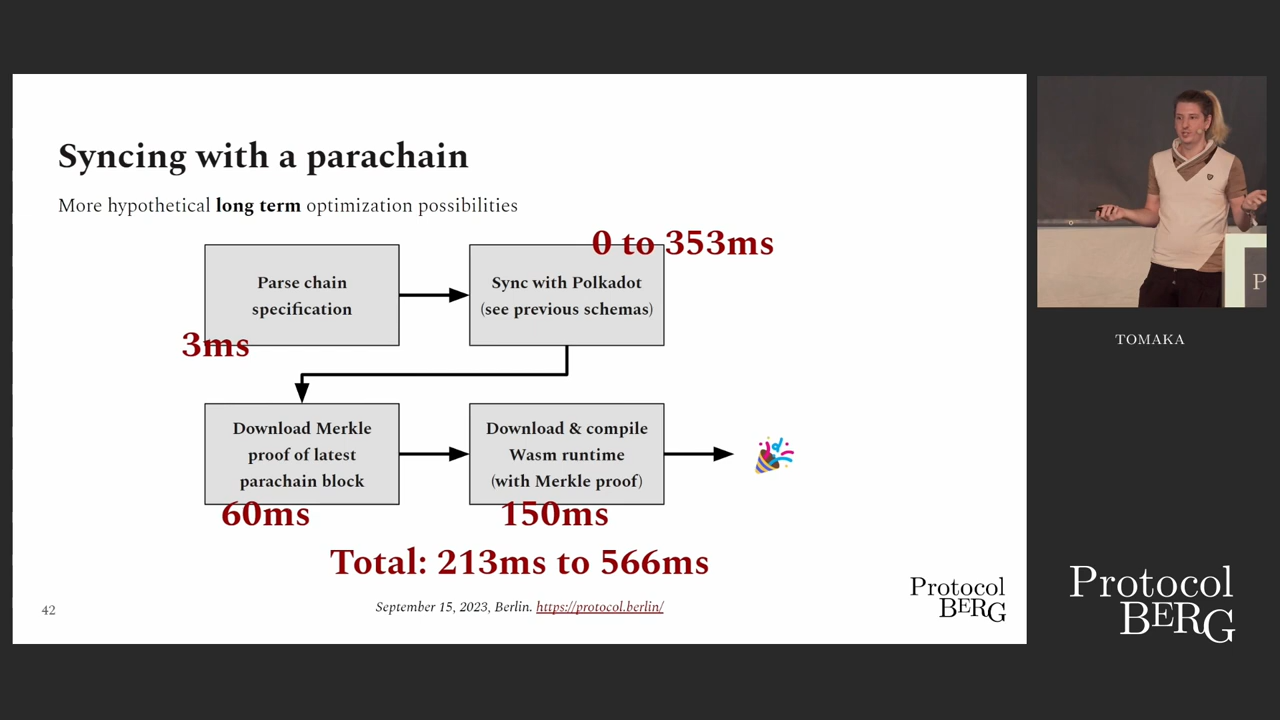 Syncing with a parachain
More hypothetical long term optimization possibilities
0 to 353ms
Parse chain
specification
Sync with Polkadot
(see previous schemas)
3ms
Download Merkle
proof of latest
parachain block
Download & compile
Wasm runtime
(with Merkle proof)
60ms
150ms
Total: 213ms to 566ms
42
September 15, 2023, Berlin. https://protocol.berlin/
Protocol
BERG
P
TOMAKA
Protocol
BERG